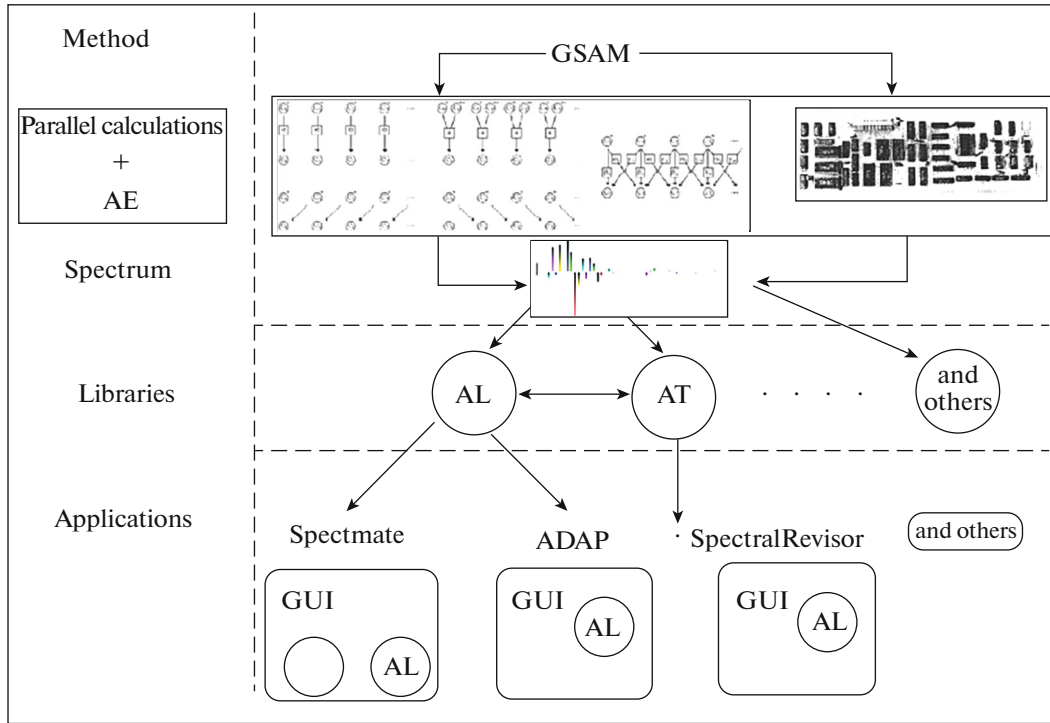 Method
GSAM
Parallel calculations
+
AE
Spectrum
Libraries
AL
AT
. . . .
and
others
Applications
Spectmate
ADAP
. SpectralRevisor
and others
GUI
AL
GUI
AL
GUI
AL